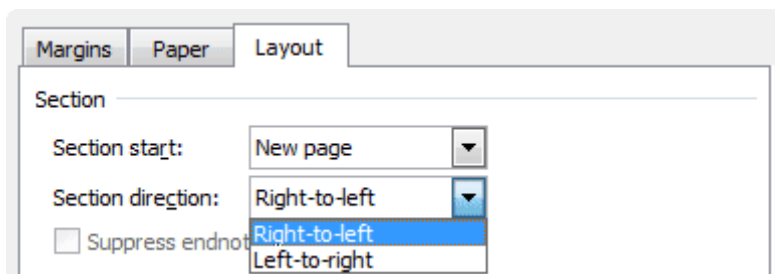 Margins Paper Layout
Section
Section start: New page
Section direction: Right-to-left
Suppress endnot Right-to-left
Left-to-right